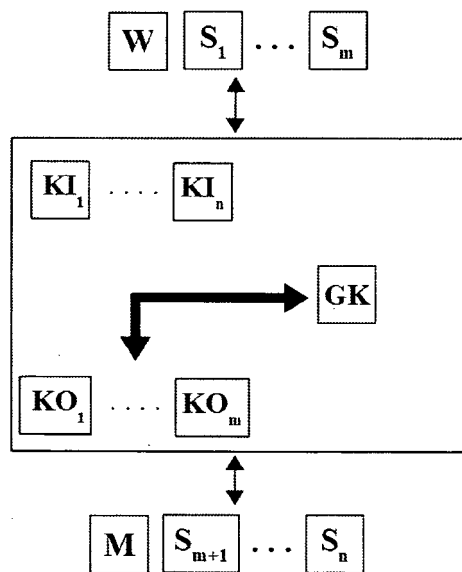 W S₁ . . . Sₘ
KI₁ . . . . KIₙ
GK
KO₁ . . . . KOₘ
M Sₘ₊₁ . . . Sₙ